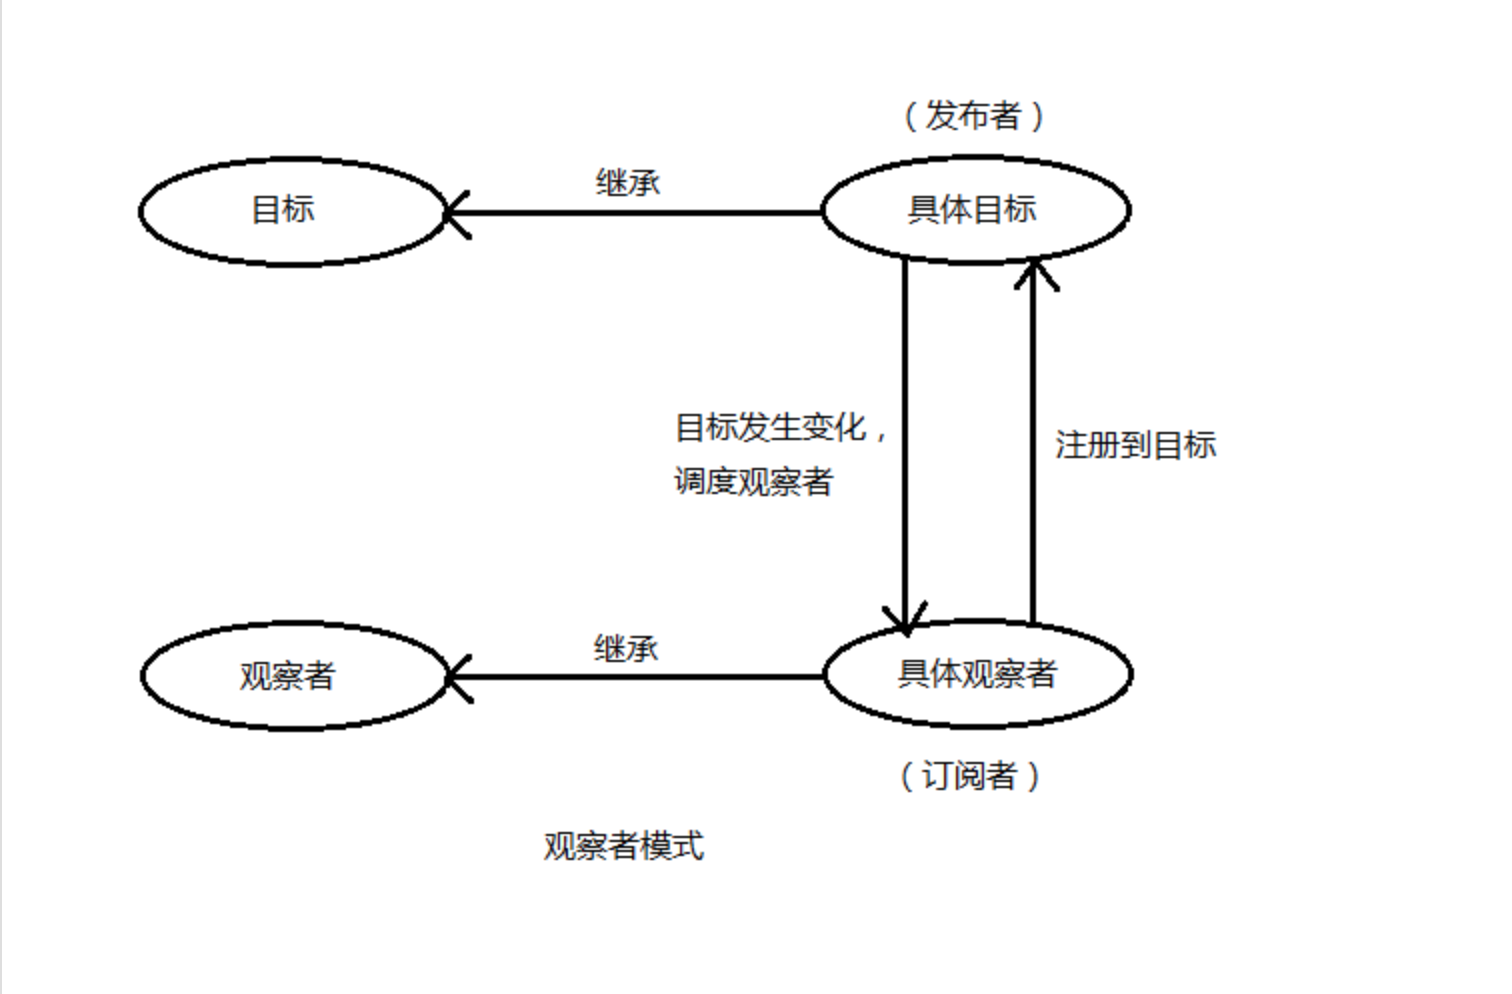 （发布者）
目标
继承
具体目标
目标发生变化，
调度观察者
注册到目标
观察者
继承
具体观察者
（订阅者）
观察者模式